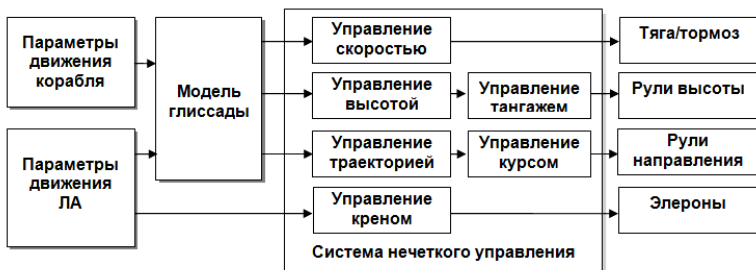 Параметры
движения
корабля
Параметры
движения
ЛА
Модель
глиссады
Управление
скоростью
Управление
высотой
Управление
тангажем
Управление
траекторией
Управление
курсом
Управление
креном
Система нечеткого управления
Тяга/тормоз
Рули высоты
Рули
направления
Элероны